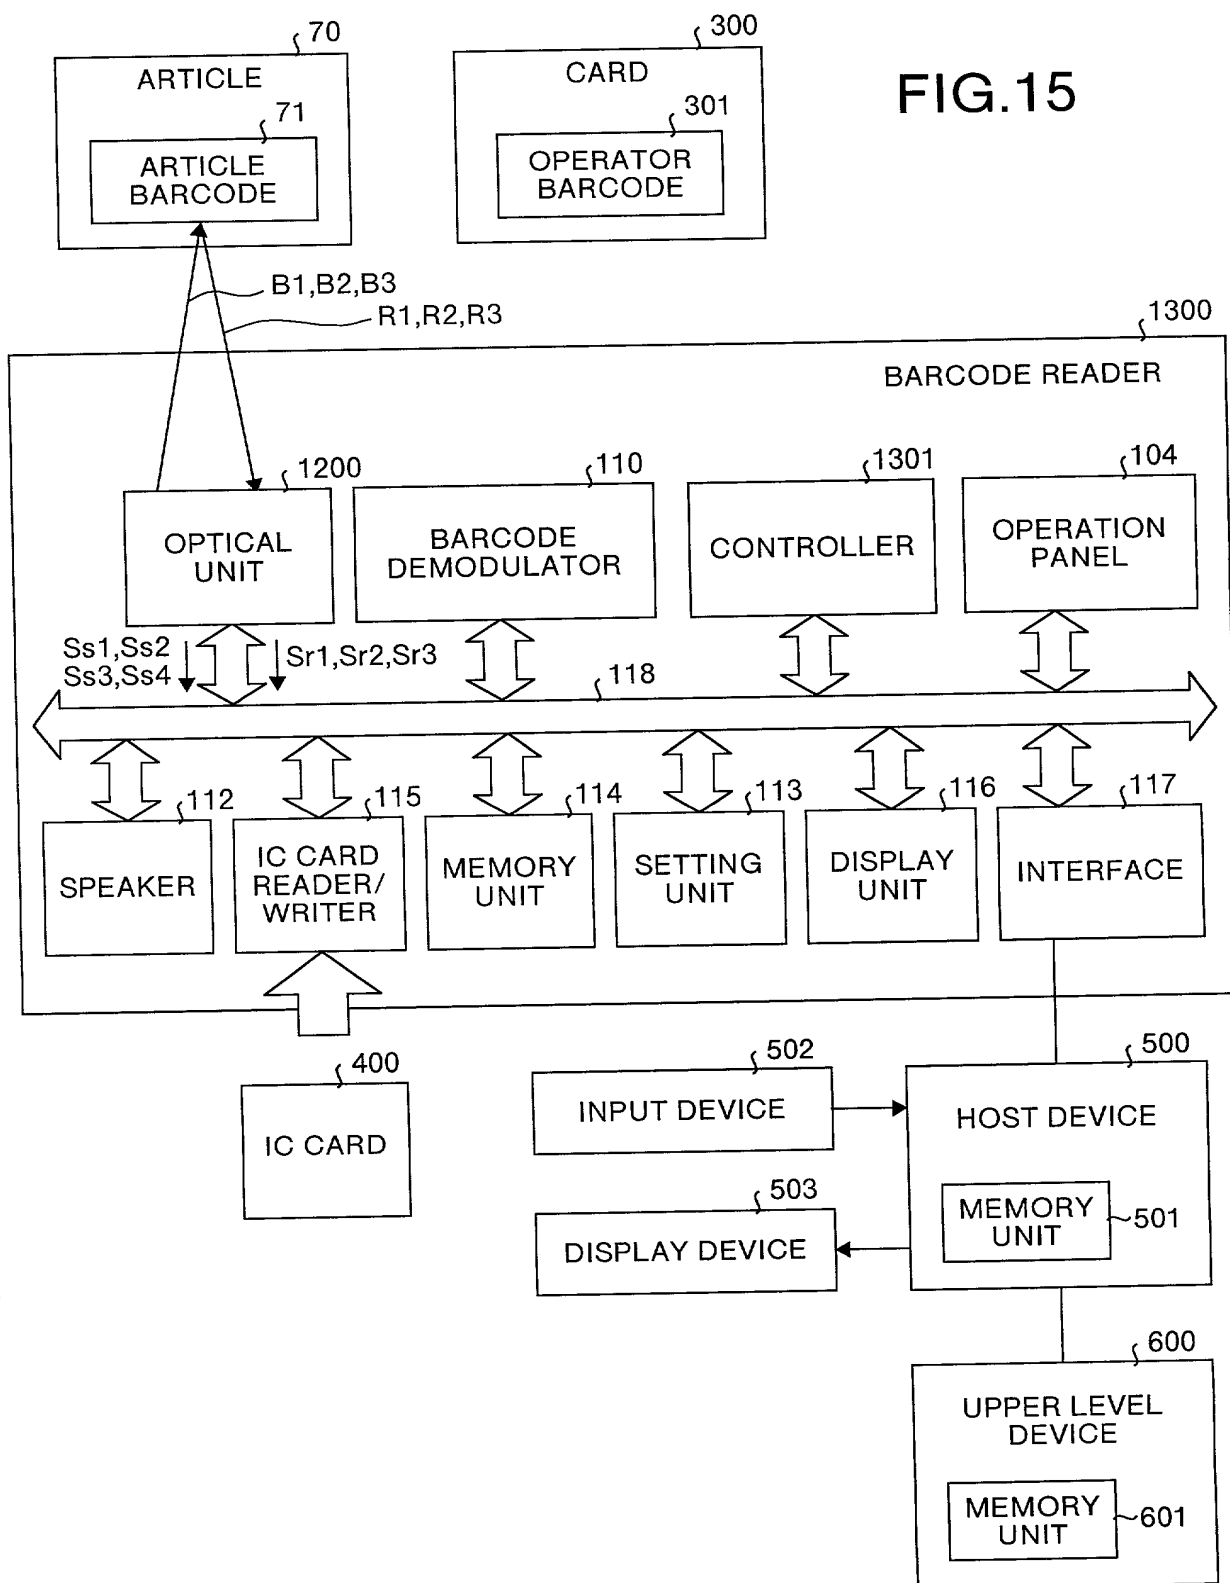 70
300
ARTICLE
CARD
FIG.15
71
301
ARTICLE
BARCODE
OPERATOR
BARCODE
B1,B2,B3
R1,R2,R3
1300
BARCODE READER
1200
110
1301
104
OPTICAL
UNIT
BARCODE
DEMODULATOR
CONTROLLER
OPERATION
PANEL
Ss1,Ss2
Ss3,Ss4
Sr1,Sr2,Sr3
118
112
115
114
113
116
117
SPEAKER
IC CARD
READER/
WRITER
MEMORY
UNIT
SETTING
UNIT
DISPLAY
UNIT
INTERFACE
400
IC CARD
502
INPUT DEVICE
500
HOST DEVICE
503
DISPLAY DEVICE
MEMORY
UNIT
501
600
UPPER LEVEL
DEVICE
MEMORY
UNIT
601